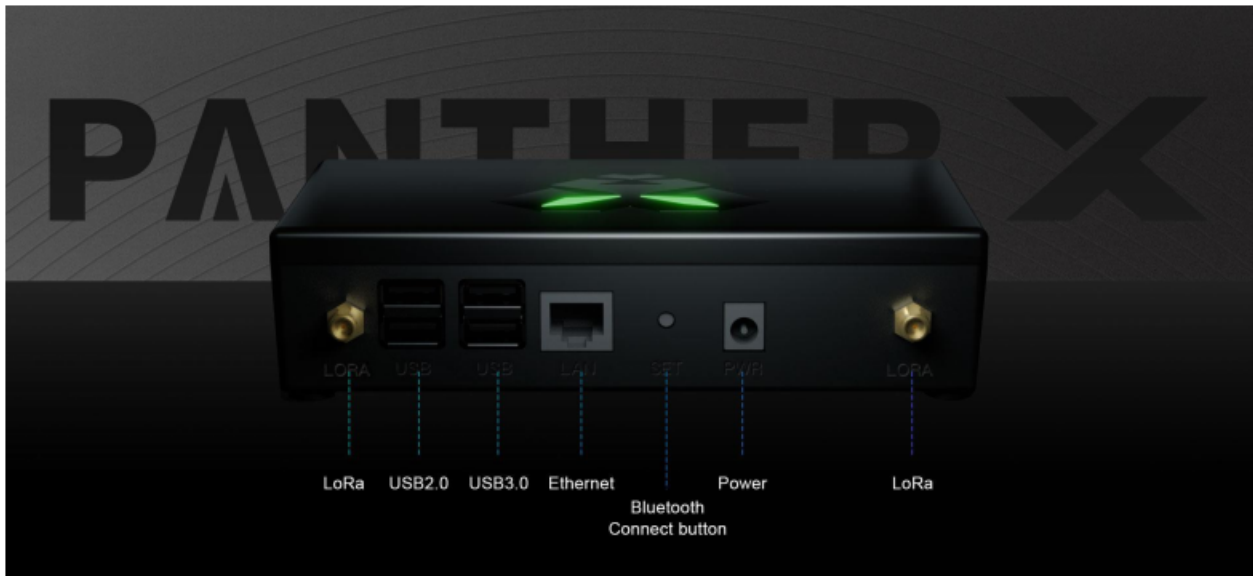 PANTHER X
LORA USB USB LAN SET PWR LORA
LoRa USB2.0 USB3.0 Ethernet Power LoRa
Bluetooth
Connect button